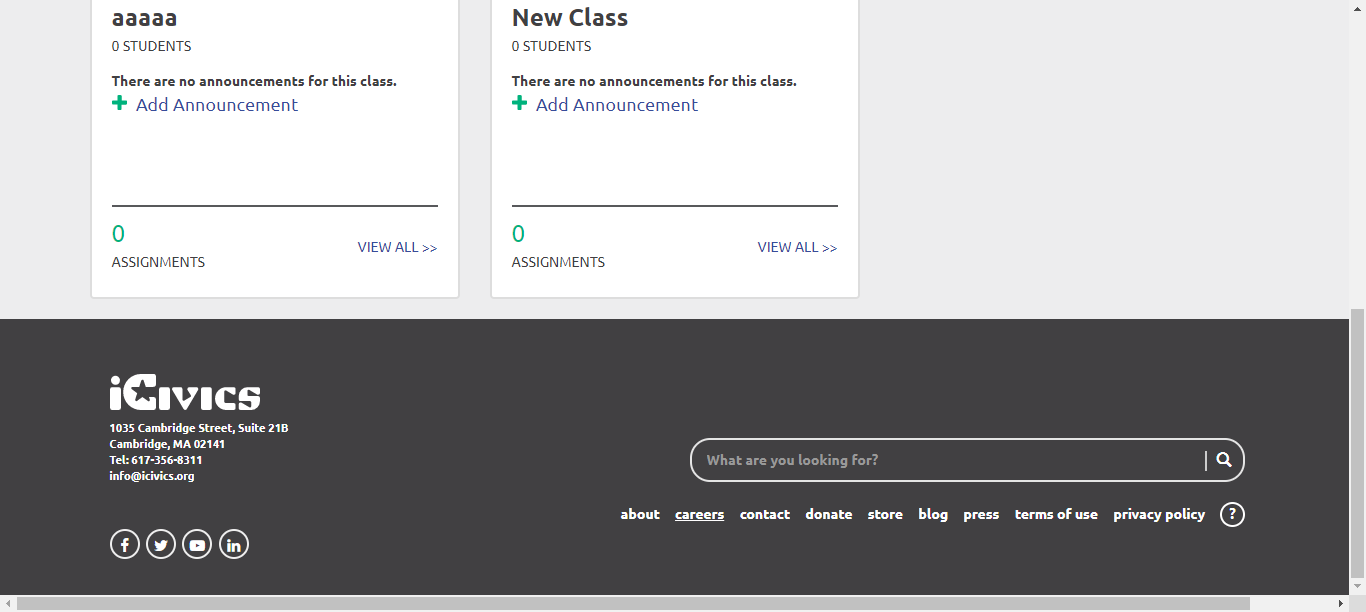 aaaaa
0 STUDENTS
There are no announcements for this class.
Add Announcement
0
ASSIGNMENTS
VIEW ALL >>
New Class
0 STUDENTS
There are no announcements for this class.
Add Announcement
0
ASSIGNMENTS
VIEW ALL >>
iCivics
1035 Cambridge Street, Suite 21B
Cambridge, MA 02141
Tel: 617-356-8311
info@icivics.org
What are you looking for?
about careers contact donate store blog press terms of use privacy policy ?